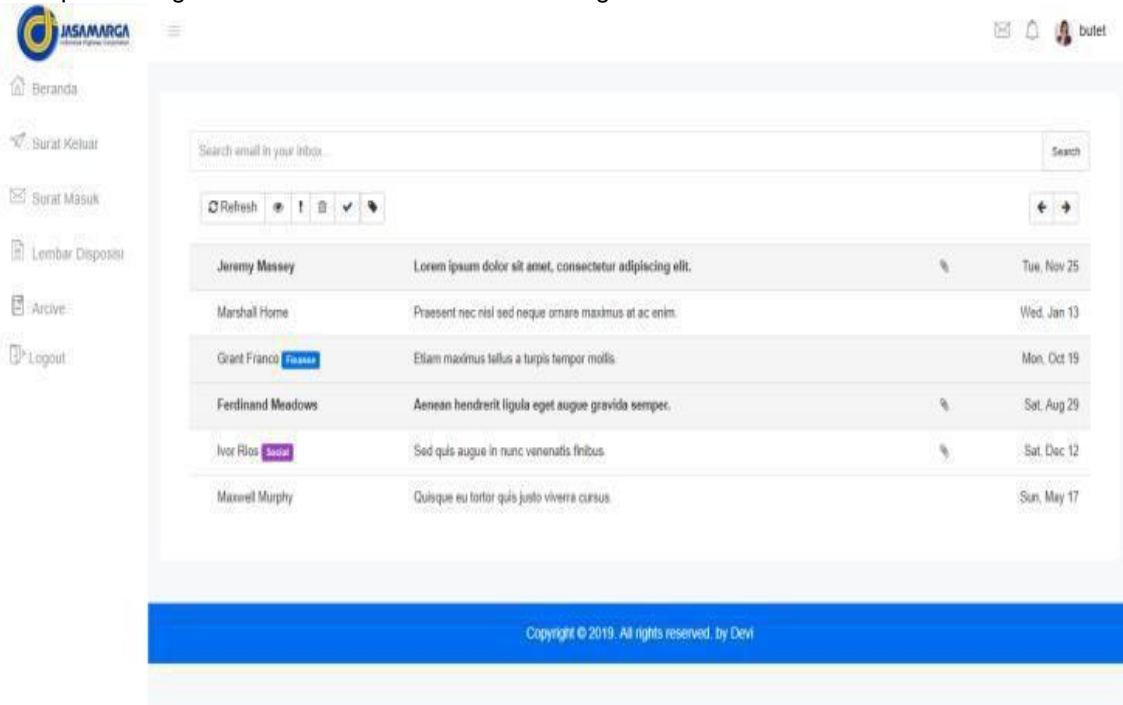 JASAMARGA
butet
Beranda
Surat Keluar
Surat Masuk
Lembar Disposisi
Arcive
Logout
Search email in your inbox...
Search
Refresh
Jeremy Massey Lorem ipsum dolor sit amet, consectetur adipiscing elit. Tue, Nov 25
Marshall Horne Praesent nec nisl sed neque ornare maximus at ac enim. Wed, Jan 13
Grant Franco Finance Etiam maximus tellus a turpis tempor mollis. Mon, Oct 19
Ferdinand Meadows Aenean hendrerit ligula eget augue gravida semper. Sat, Aug 29
Ivor Rios Social Sed quis augue in nunc venenatis finibus. Sat, Dec 12
Maxwell Murphy Quisque eu tortor quis justo viverra cursus. Sun, May 17
Copyright © 2019. All rights reserved. by Devi